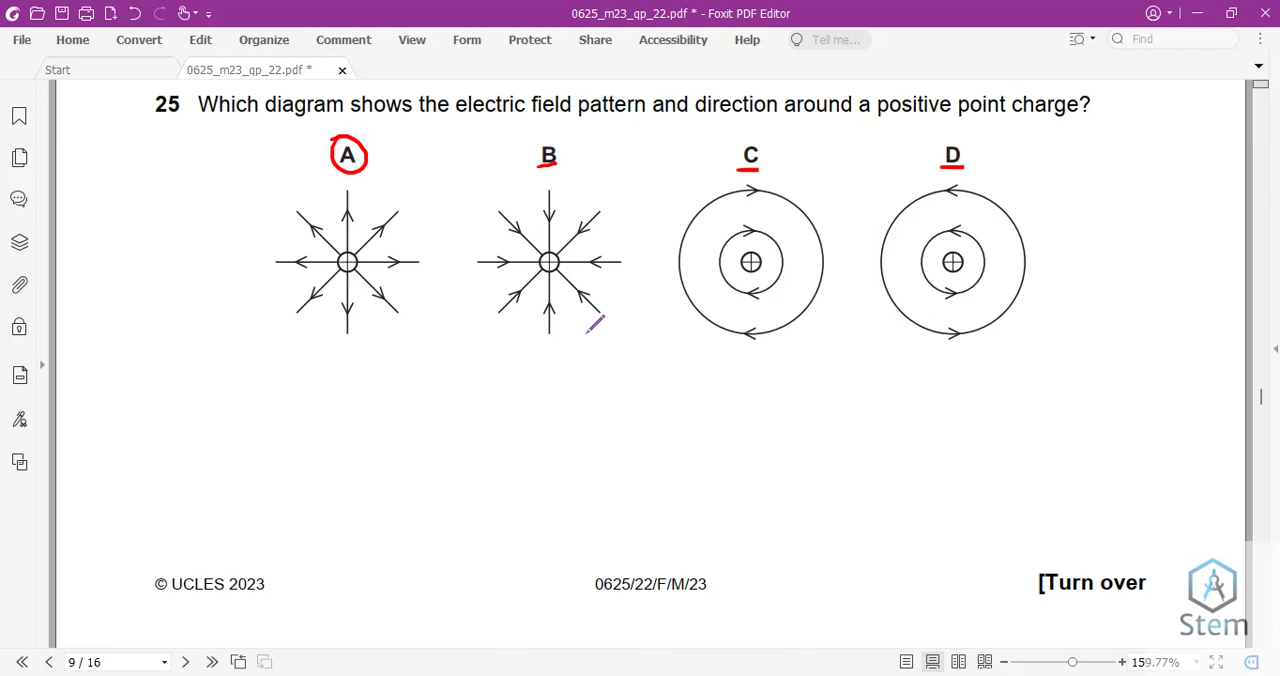 0625_m23_qp_22.pdf * - Foxit PDF Editor
File Home Convert Edit Organize Comment View Form Protect Share Accessibility Help Tell me... Find
Start 0625_m23_qp_22.pdf *
25 Which diagram shows the electric field pattern and direction around a positive point charge?
A B C D
© UCLES 2023 0625/22/F/M/23 [Turn over
Stem
9 / 16 159.77%